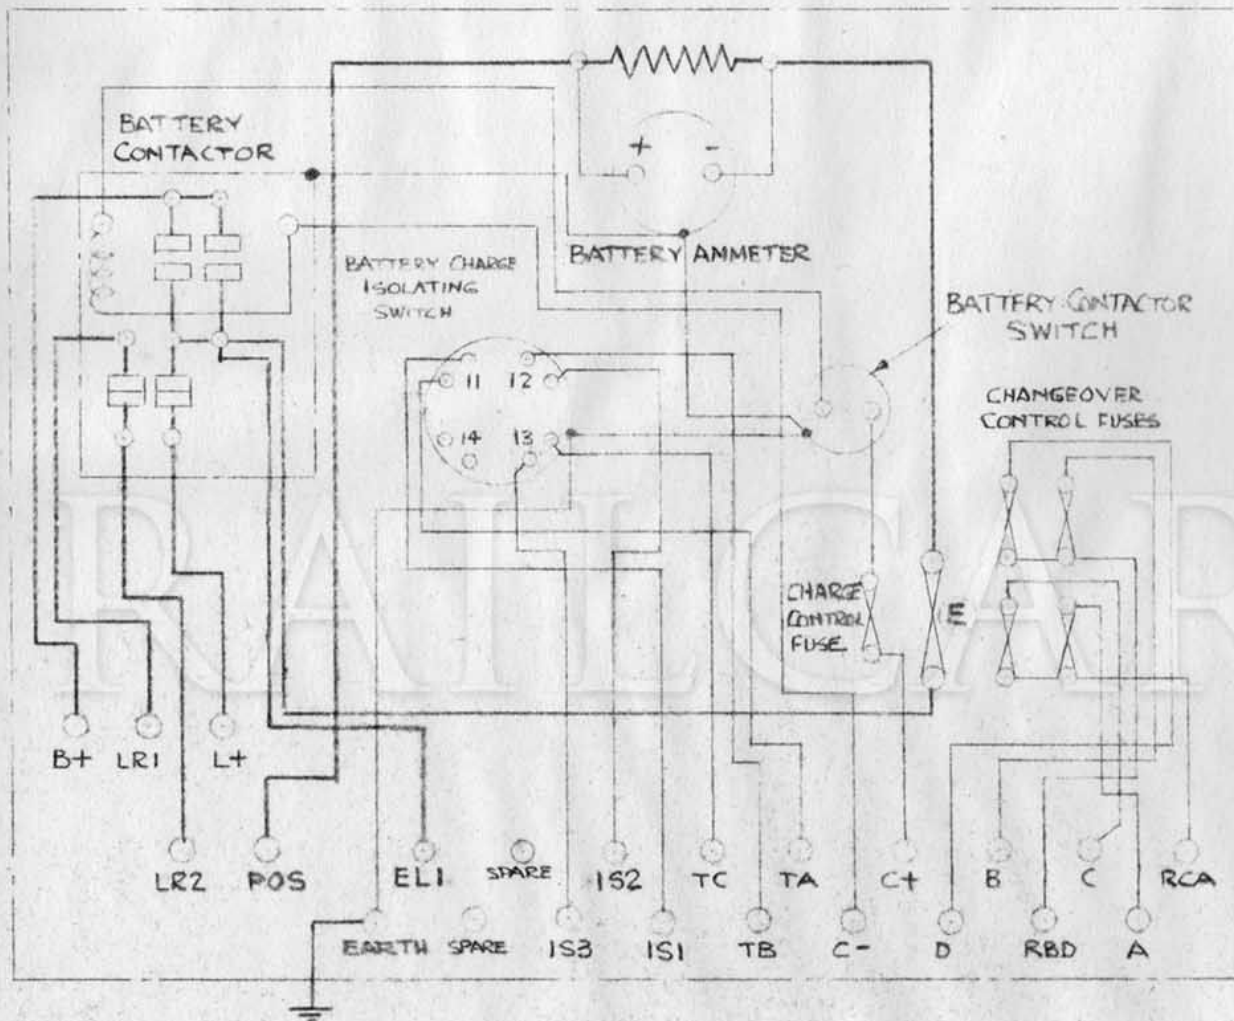 BATTERY
CONTACTOR
+ -
BATTERY AMMETER
BATTERY CHARGE
ISOLATING
SWITCH
BATTERY CONTACTOR
SWITCH
11 12
14 13
CHANGEOVER
CONTROL FUSES
RAILCAR
CHARGE
CONTROL
FUSE
E
B+ LR1 L+
LR2 POS EL1 SPARE IS2 TC TA C+ B C RCA
EARTH SPARE IS3 IS1 TB C- D RBD A